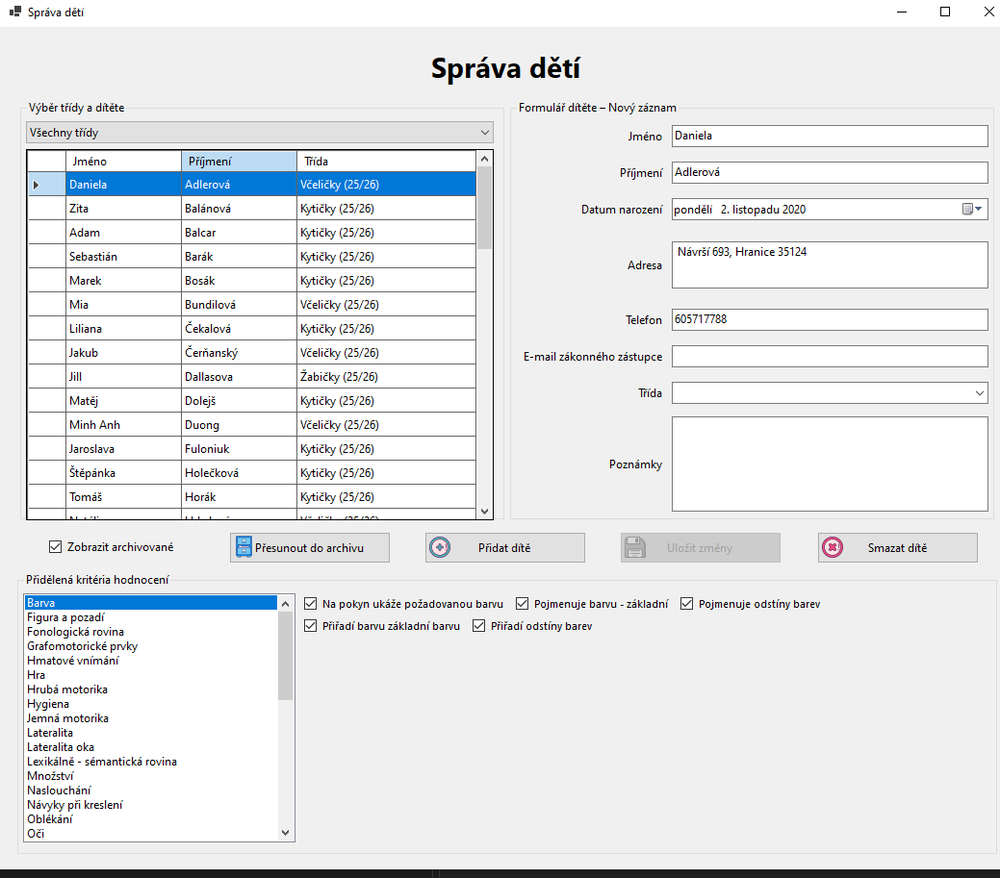 Správa dětí
Správa dětí
Výběr třídy a dítěte
Všechny třídy
Jméno Příjmení Třída
Daniela Adlerová Včeličky (25/26)
Zita Balánová Kytičky (25/26)
Adam Balcar Kytičky (25/26)
Sebastián Barák Kytičky (25/26)
Marek Bosák Kytičky (25/26)
Mia Bundilová Včeličky (25/26)
Liliana Čekalová Kytičky (25/26)
Jakub Čerňanský Včeličky (25/26)
Jill Dallasova Žabičky (25/26)
Matěj Dolejš Kytičky (25/26)
Minh Anh Duong Včeličky (25/26)
Jaroslava Fuloniuk Kytičky (25/26)
Štěpánka Holečková Kytičky (25/26)
Tomáš Horák Kytičky (25/26)
Formulář dítěte – Nový záznam
Jméno Daniela
Příjmení Adlerová
Datum narození pondělí 2. listopadu 2020
Adresa Návrší 693, Hranice 35124
Telefon 605717788
E-mail zákonného zástupce
Třída
Poznámky
Zobrazit archivované Přesunout do archivu Přidat dítě Uložit změny Smazat dítě
Přidělená kritéria hodnocení
Barva
Figura a pozadí
Fonologická rovina
Grafomotorické prvky
Hmatové vnímání
Hra
Hrubá motorika
Hygiena
Jemná motorika
Lateralita
Lateralita oka
Lexikálně - sémantická rovina
Množství
Naslouchání
Návyky při kreslení
Oblékání
Oči
Na pokyn ukáže požadovanou barvu Pojmenuje barvu - základní Pojmenuje odstíny barev
Přiřadí barvu základní barvu Přiřadí odstíny barev